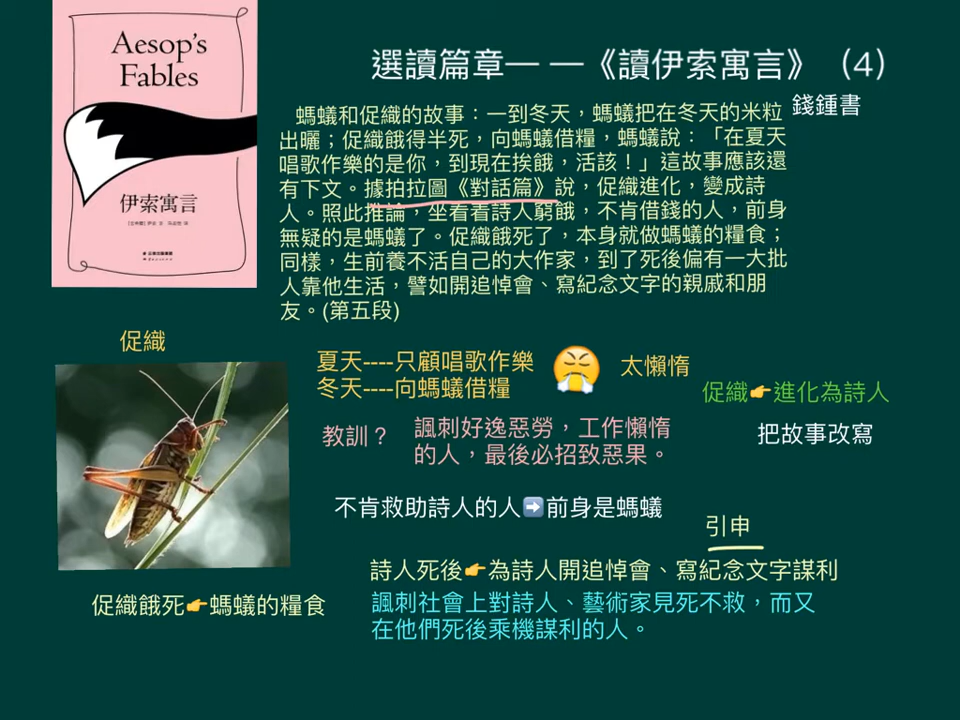 Aesop's
Fables
伊索寓言
選讀篇章— —《讀伊索寓言》（4）
錢鍾書
螞蟻和促織的故事：一到冬天，螞蟻把在冬天的米粒
出曬；促織餓得半死，向螞蟻借糧，螞蟻說：「在夏天
唱歌作樂的是你，到現在挨餓，活該！」這故事應該還
有下文。據拍拉圖《對話篇》說，促織進化，變成詩
人。照此推論，坐看着詩人窮餓，不肯借錢的人，前身
無疑的是螞蟻了。促織餓死了，本身就做螞蟻的糧食；
同樣，生前養不活自己的大作家，到了死後偏有一大批
人靠他生活，譬如開追悼會、寫紀念文字的親戚和朋
友。(第五段)
促織
夏天----只顧唱歌作樂
冬天----向螞蟻借糧
太懶惰
促織👉進化為詩人
教訓？
諷刺好逸惡勞，工作懶惰
的人，最後必招致惡果。
把故事改寫
不肯救助詩人的人➡️前身是螞蟻
引申
詩人死後👉為詩人開追悼會、寫紀念文字謀利
促織餓死👉螞蟻的糧食
諷刺社會上對詩人、藝術家見死不救，而又
在他們死後乘機謀利的人。